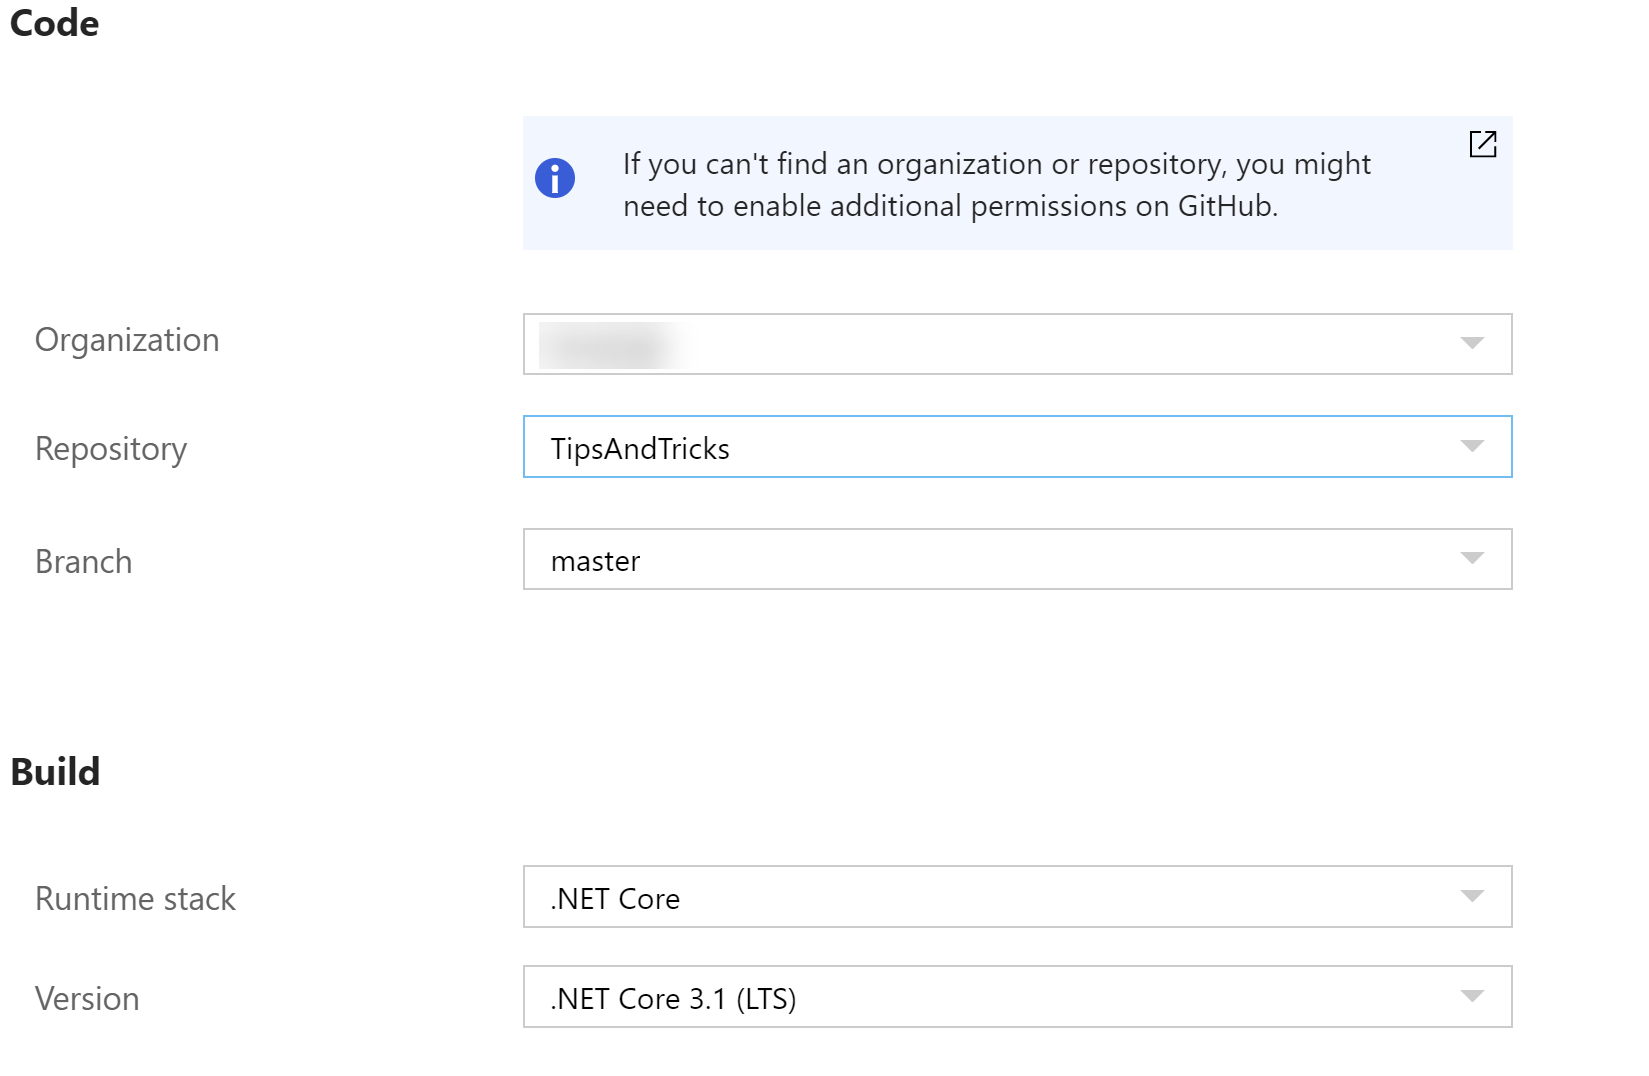 Code
If you can't find an organization or repository, you might
need to enable additional permissions on GitHub.
Organization
Repository
TipsAndTricks
Branch
master
Build
Runtime stack
.NET Core
Version
.NET Core 3.1 (LTS)